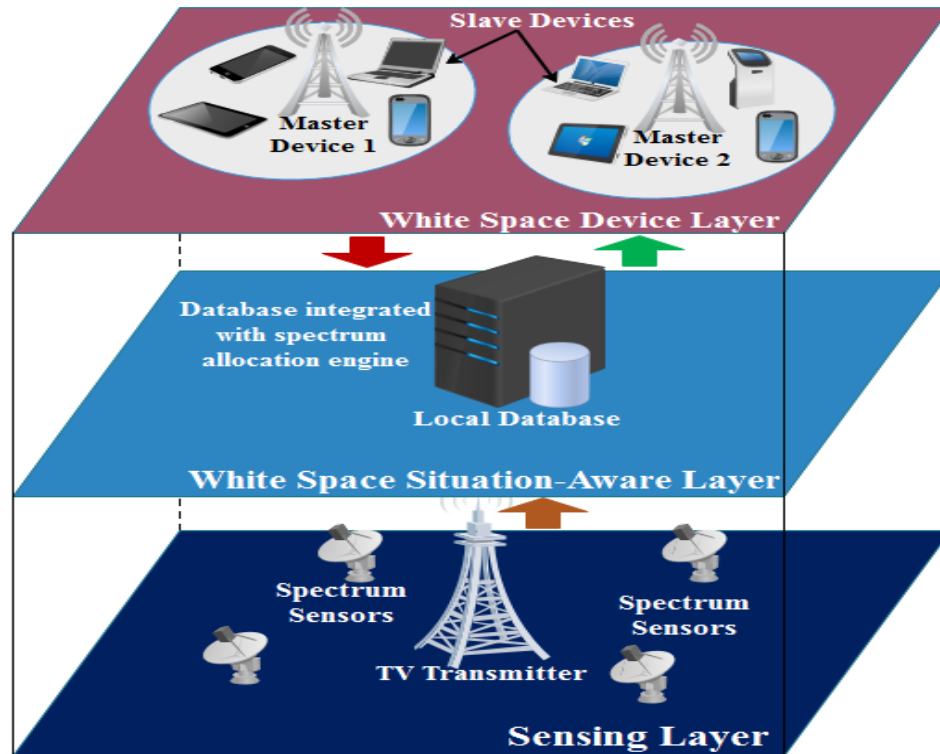 Slave Devices
Master
Device 1
Master
Device 2
White Space Device Layer
Database integrated
with spectrum
allocation engine
Local Database
White Space Situation-Aware Layer
Spectrum
Sensors
Spectrum
Sensors
TV Transmitter
Sensing Layer